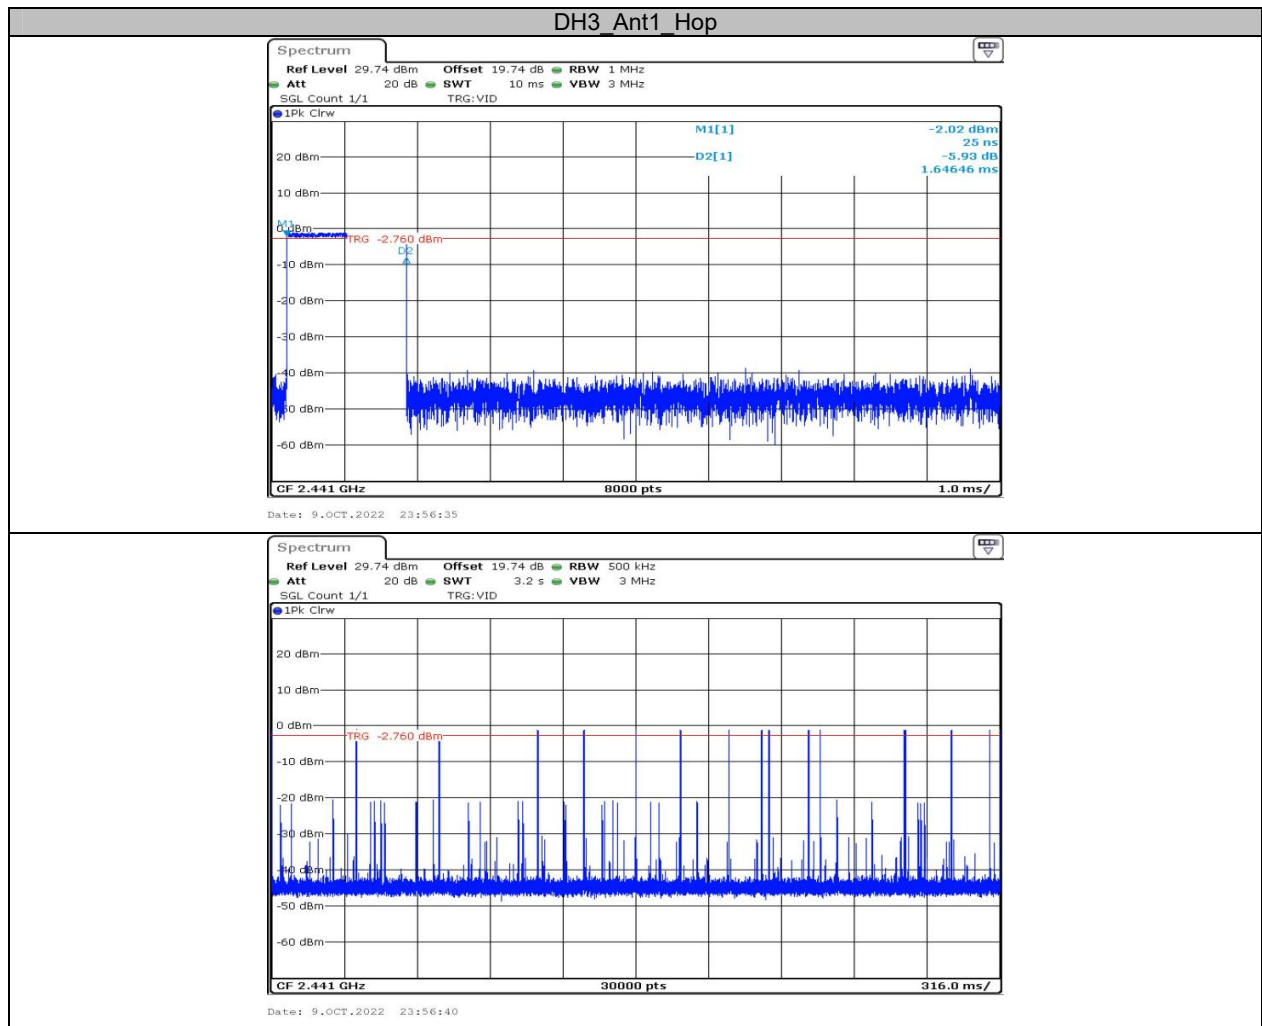 DH3_Ant1_Hop
Spectrum
Ref Level 29.74 dBm Offset 19.74 dB RBW 1 MHz
Att 20 dB SWT 10 ms VBW 3 MHz
SGL Count 1/1 TRG:VID
1Pk Clrw
M1[1] -2.02 dBm
25 ns
20 dBm D2[1] -5.93 dB
1.64646 ms
10 dBm
M1
0 dBm
TRG -2.760 dBm
D2
-10 dBm
-20 dBm
-30 dBm
-40 dBm
-50 dBm
-60 dBm
CF 2.441 GHz 8000 pts 1.0 ms/
Date: 9.OCT.2022 23:56:35
Spectrum
Ref Level 29.74 dBm Offset 19.74 dB RBW 500 kHz
Att 20 dB SWT 3.2 s VBW 3 MHz
SGL Count 1/1 TRG:VID
1Pk Clrw
20 dBm
10 dBm
0 dBm
TRG -2.760 dBm
-10 dBm
-20 dBm
-30 dBm
-40 dBm
-50 dBm
-60 dBm
CF 2.441 GHz 30000 pts 316.0 ms/
Date: 9.OCT.2022 23:56:40